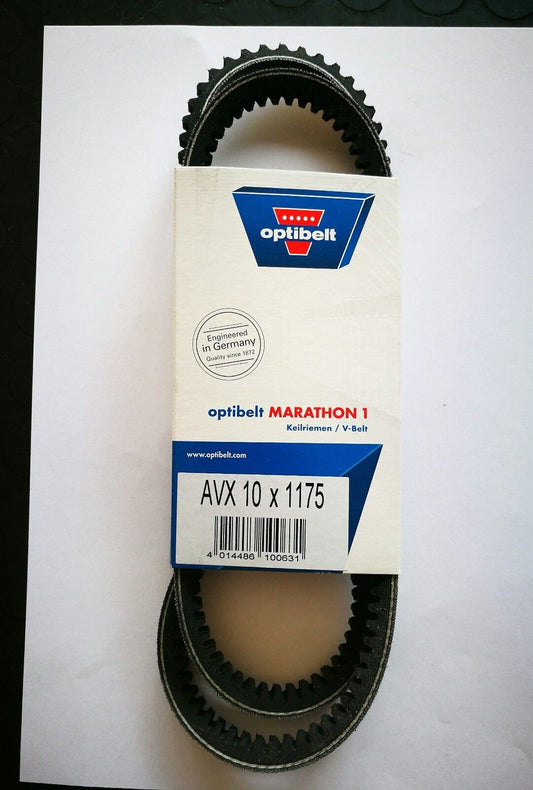 optibelt
Engineered
in Germany
Quality since 1872
optibelt MARATHON 1
Keilriemen / V-Belt
www.optibelt.com
AVX 10 x 1175
4 014486 100631